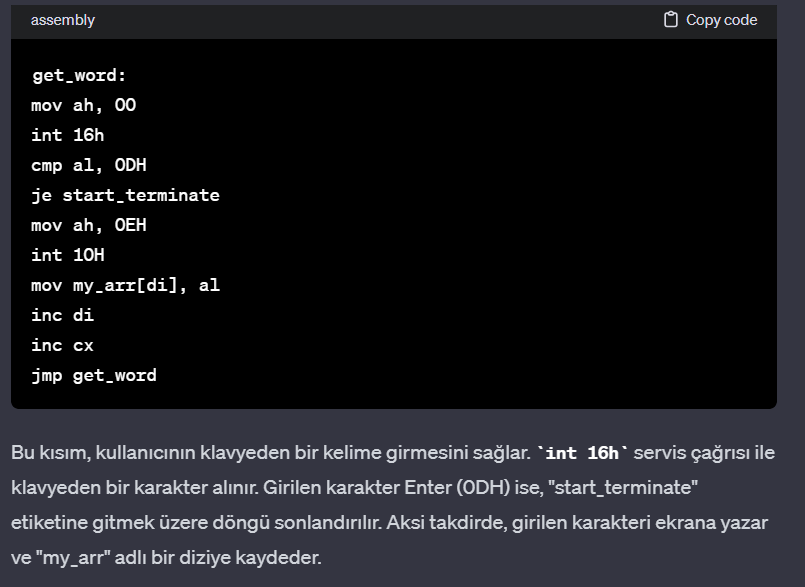 assembly
Copy code
get_word:
mov ah, 00
int 16h
cmp al, 0DH
je start_terminate
mov ah, 0EH
int 10H
mov my_arr[di], al
inc di
inc cx
jmp get_word
Bu kısım, kullanıcının klavyeden bir kelime girmesini sağlar. `int 16h` servis çağrısı ile
klavyeden bir karakter alınır. Girilen karakter Enter (0DH) ise, "start_terminate"
etiketine gitmek üzere döngü sonlandırılır. Aksi takdirde, girilen karakteri ekrana yazar
ve "my_arr" adlı bir diziye kaydeder.